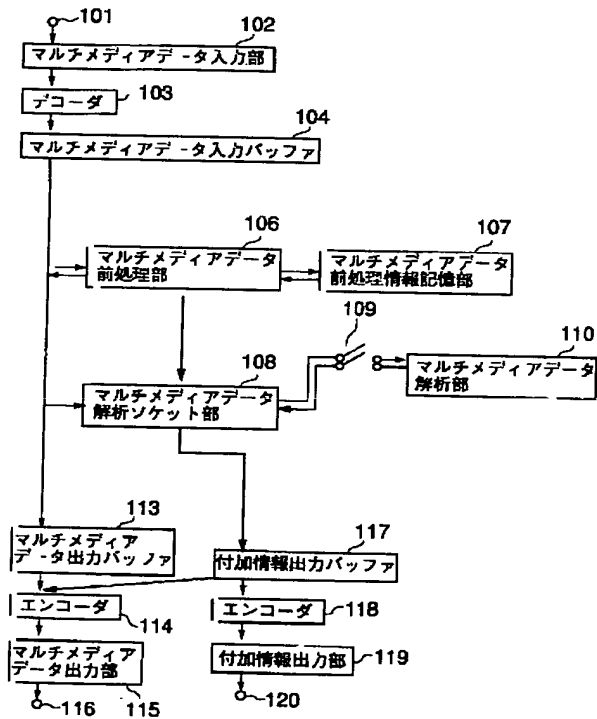 101
102
マルチメディアデータ入力部
103
デコーダ
104
マルチメディアデータ入力バッファ
106
マルチメディアデータ
前処理部
107
マルチメディアデータ
前処理情報記憶部
109
108
マルチメディアデータ
解析ソケット部
110
マルチメディアデータ
解析部
113
マルチメディア
データ出力バッファ
117
付加情報出力バッファ
エンコーダ
114
エンコーダ
118
マルチメディア
データ出力部
115
付加情報出力部
119
116
120